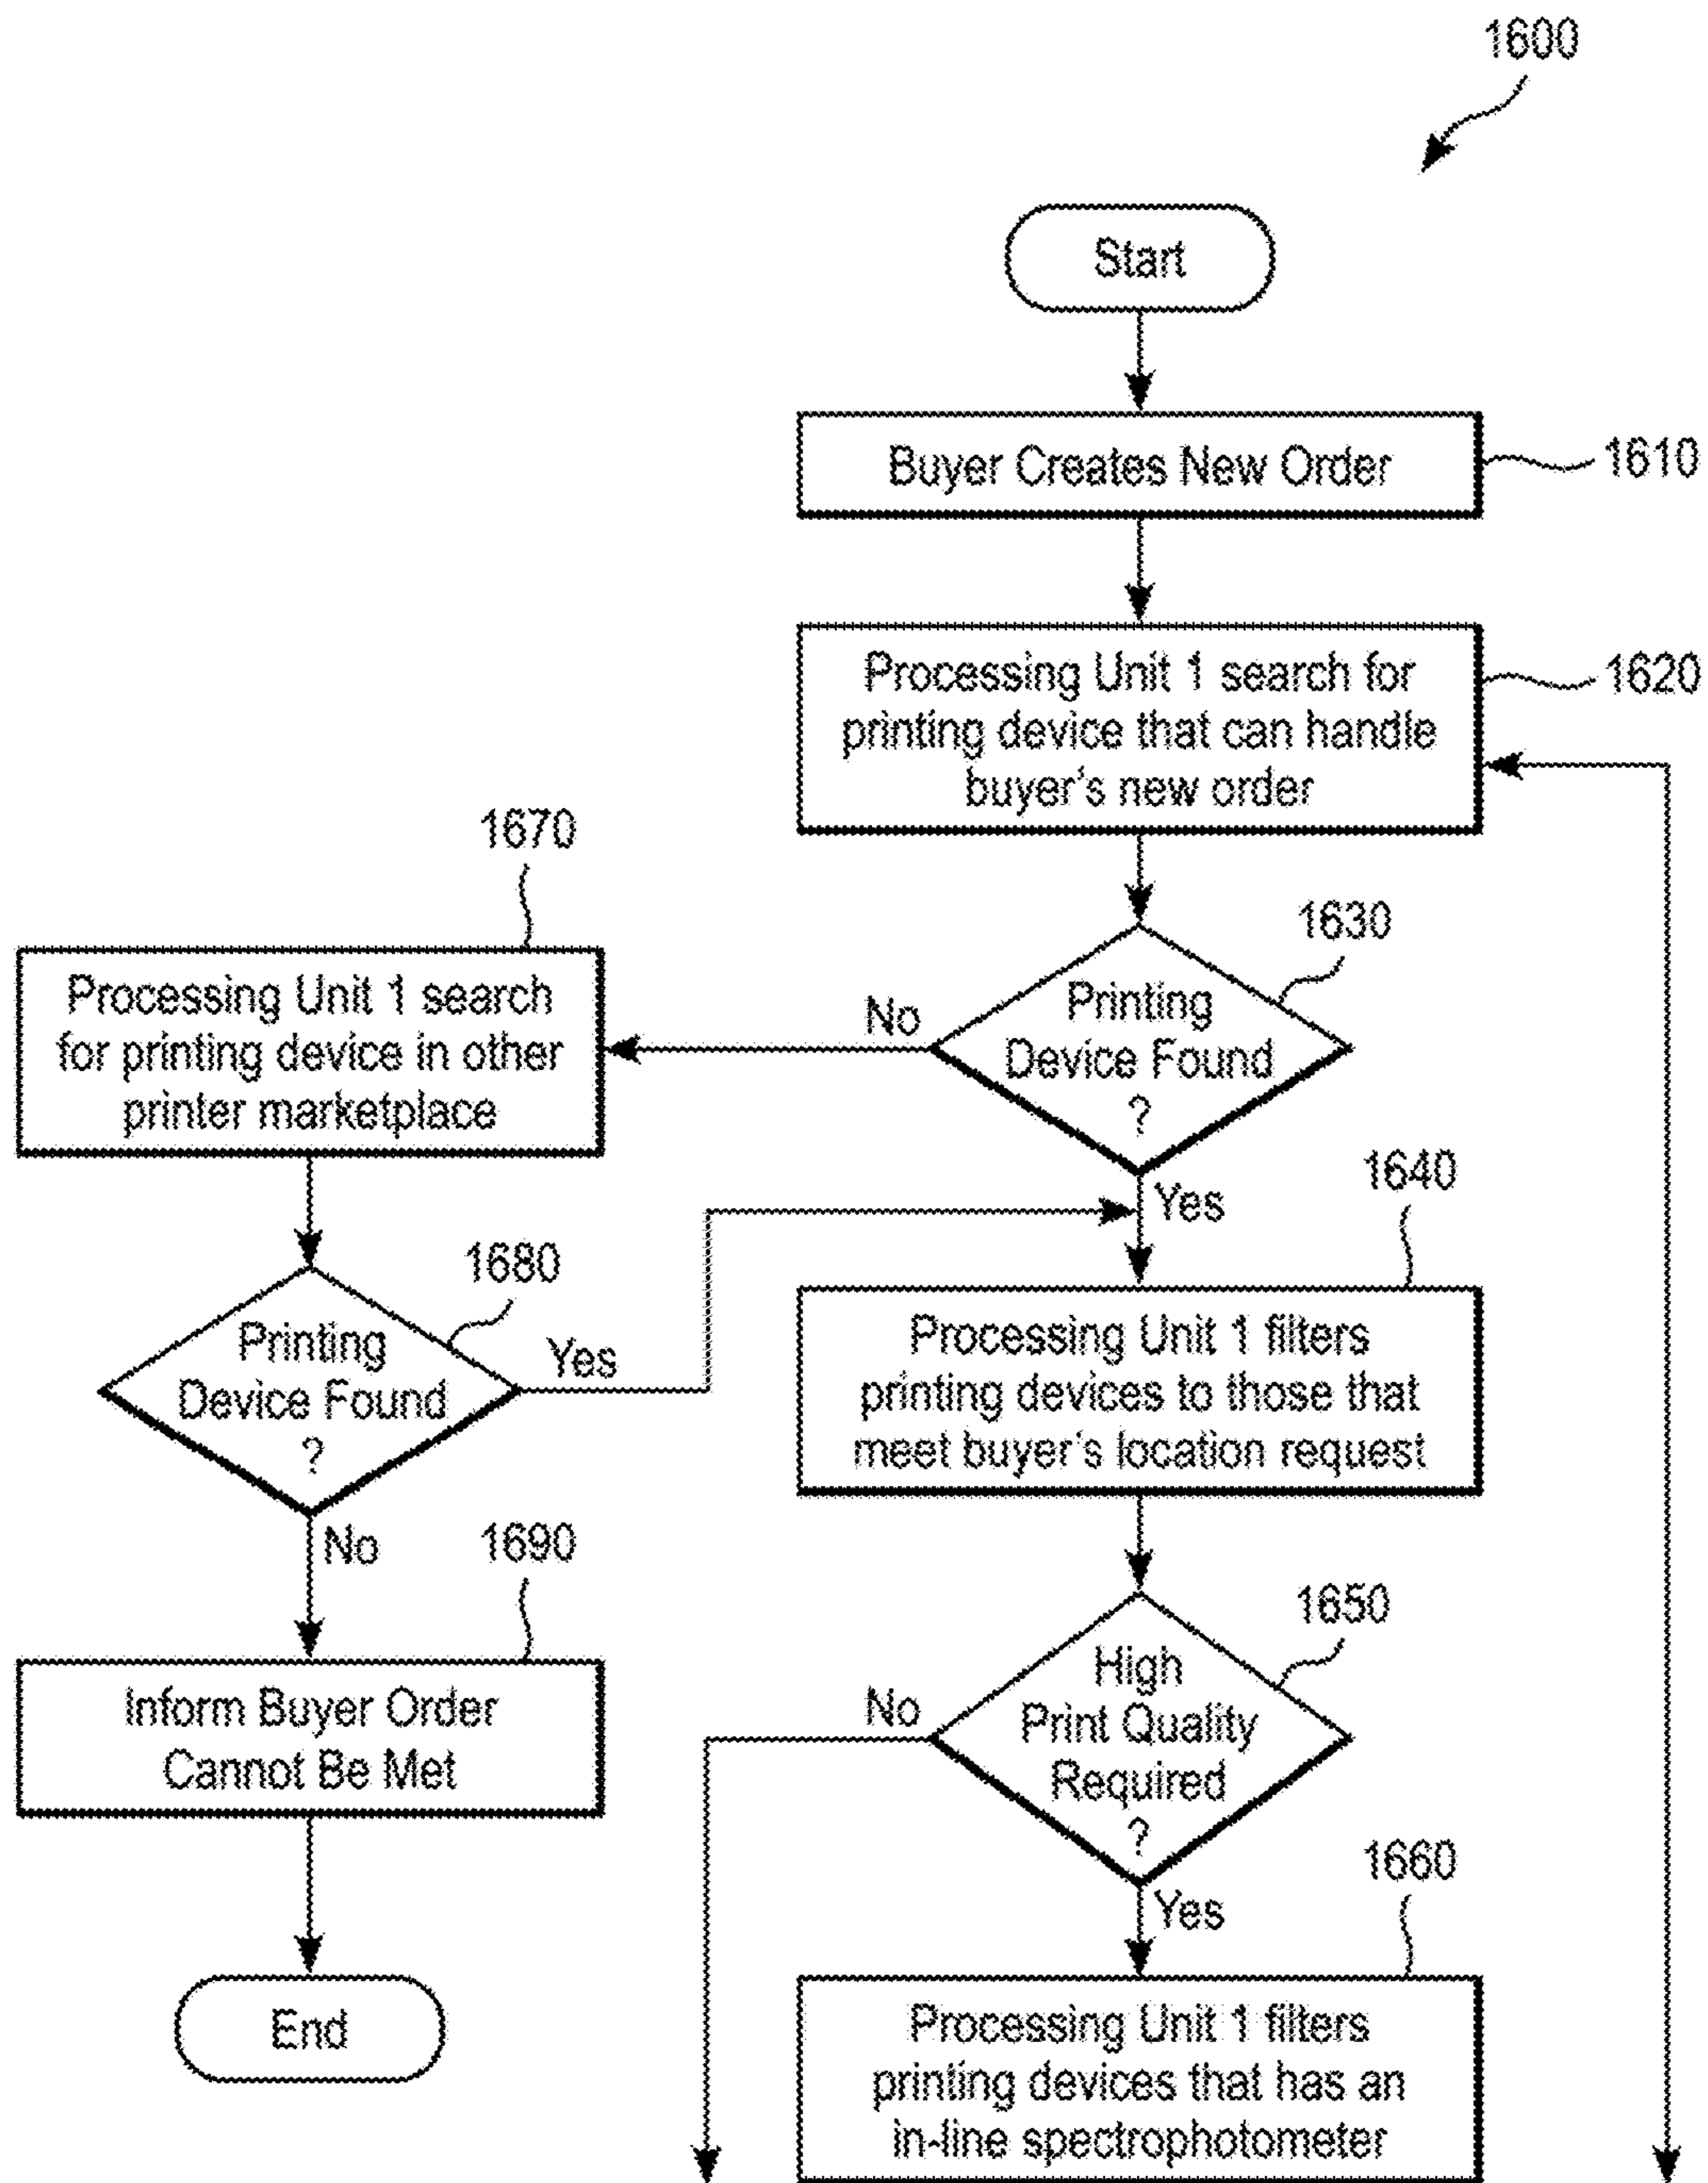 1600
Start
Buyer Creates New Order
1610
Processing Unit 1 search for
printing device that can handle
buyer's new order
1620
1670
Processing Unit 1 search
for printing device in other
printer marketplace
1630
Printing
Device Found
?
No
Yes
1640
1680
Printing
Device Found
?
Yes
No
Processing Unit 1 filters
printing devices to those that
meet buyer's location request
1690
Inform Buyer Order
Cannot Be Met
1650
High
Print Quality
Required
?
No
Yes
1660
End
Processing Unit 1 filters
printing devices that has an
in-line spectrophotometer